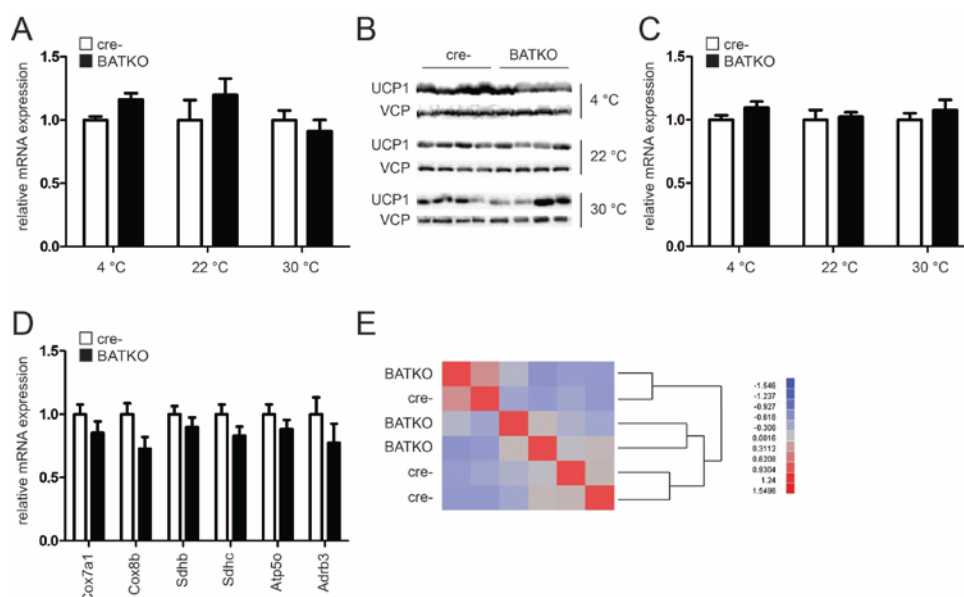 A
cre-
BATKO
relative mRNA expression
1.5
1.0
0.5
0.0
4 °C
22 °C
30 °C
B
cre-
BATKO
UCP1
VCP
4 °C
UCP1
VCP
22 °C
UCP1
VCP
30 °C
C
cre-
BATKO
relative mRNA expression
1.5
1.0
0.5
0.0
4 °C
22 °C
30 °C
D
cre-
BATKO
relative mRNA expression
1.5
1.0
0.5
0.0
Cox7a1
Cox8b
Sdhb
Sdhc
Atp5o
Adrb3
E
BATKO
cre-
BATKO
BATKO
cre-
cre-
-1.546
-1.237
-0.927
-0.618
-0.308
0.0016
0.3112
0.6208
0.9304
1.24
1.5496